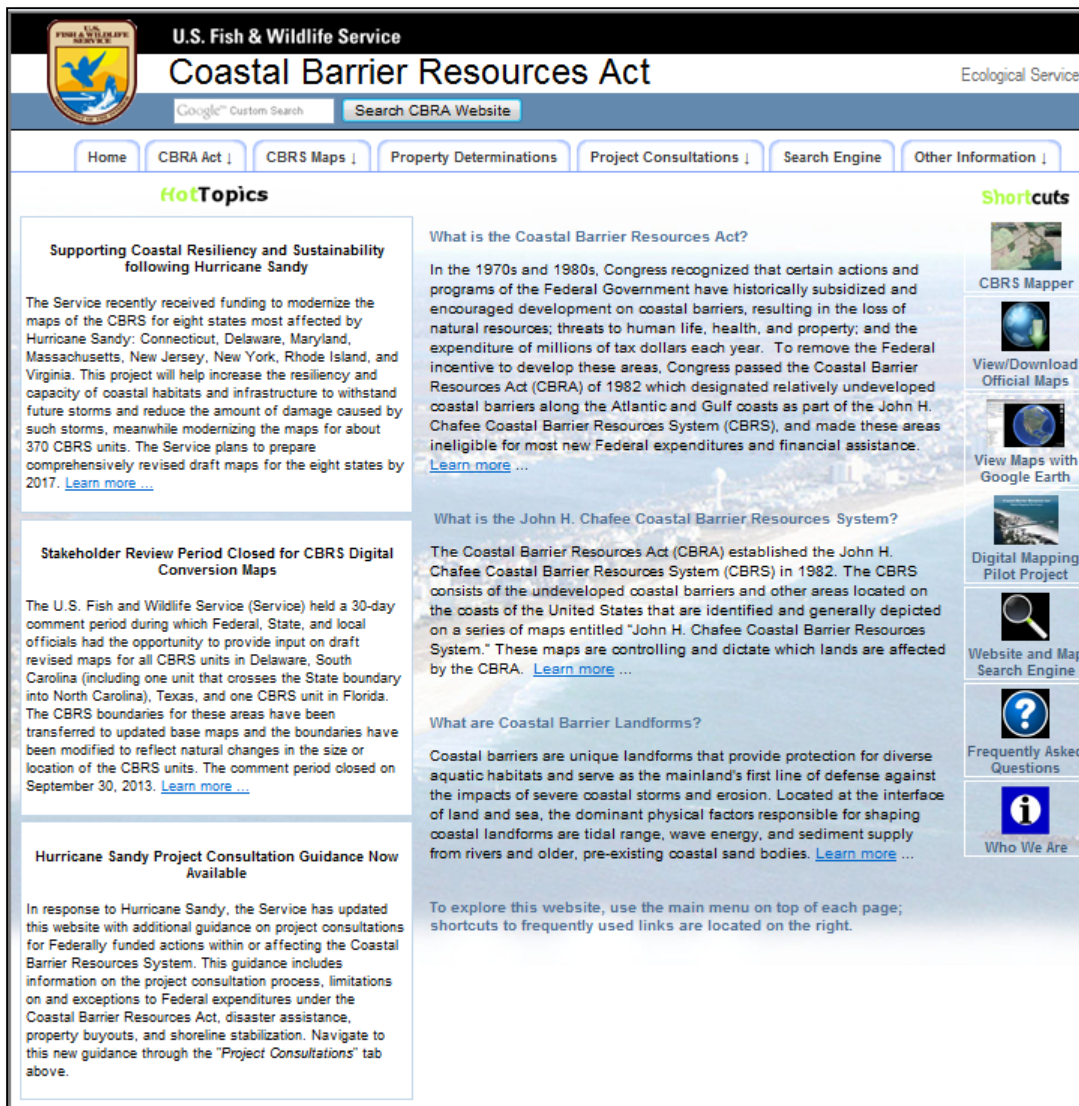 U.S.
FISH & WILDLIFE
SERVICE
U.S. Fish & Wildlife Service
Coastal Barrier Resources Act
Ecological Service
Google™ Custom Search
Search CBRA Website
Home
CBRA Act ↓
CBRS Maps ↓
Property Determinations
Project Consultations ↓
Search Engine
Other Information ↓
HotTopics
Supporting Coastal Resiliency and Sustainability
following Hurricane Sandy
The Service recently received funding to modernize the
maps of the CBRS for eight states most affected by
Hurricane Sandy: Connecticut, Delaware, Maryland,
Massachusetts, New Jersey, New York, Rhode Island, and
Virginia. This project will help increase the resiliency and
capacity of coastal habitats and infrastructure to withstand
future storms and reduce the amount of damage caused by
such storms, meanwhile modernizing the maps for about
370 CBRS units. The Service plans to prepare
comprehensively revised draft maps for the eight states by
2017. Learn more ...
Stakeholder Review Period Closed for CBRS Digital
Conversion Maps
The U.S. Fish and Wildlife Service (Service) held a 30-day
comment period during which Federal, State, and local
officials had the opportunity to provide input on draft
revised maps for all CBRS units in Delaware, South
Carolina (including one unit that crosses the State boundary
into North Carolina), Texas, and one CBRS unit in Florida.
The CBRS boundaries for these areas have been
transferred to updated base maps and the boundaries have
been modified to reflect natural changes in the size or
location of the CBRS units. The comment period closed on
September 30, 2013. Learn more ...
Hurricane Sandy Project Consultation Guidance Now
Available
In response to Hurricane Sandy, the Service has updated
this website with additional guidance on project consultations
for Federally funded actions within or affecting the Coastal
Barrier Resources System. This guidance includes
information on the project consultation process, limitations
on and exceptions to Federal expenditures under the
Coastal Barrier Resources Act, disaster assistance,
property buyouts, and shoreline stabilization. Navigate to
this new guidance through the "Project Consultations" tab
above.
What is the Coastal Barrier Resources Act?
In the 1970s and 1980s, Congress recognized that certain actions and
programs of the Federal Government have historically subsidized and
encouraged development on coastal barriers, resulting in the loss of
natural resources; threats to human life, health, and property; and the
expenditure of millions of tax dollars each year. To remove the Federal
incentive to develop these areas, Congress passed the Coastal Barrier
Resources Act (CBRA) of 1982 which designated relatively undeveloped
coastal barriers along the Atlantic and Gulf coasts as part of the John H.
Chafee Coastal Barrier Resources System (CBRS), and made these areas
ineligible for most new Federal expenditures and financial assistance.
Learn more ...
What is the John H. Chafee Coastal Barrier Resources System?
The Coastal Barrier Resources Act (CBRA) established the John H.
Chafee Coastal Barrier Resources System (CBRS) in 1982. The CBRS
consists of the undeveloped coastal barriers and other areas located on
the coasts of the United States that are identified and generally depicted
on a series of maps entitled "John H. Chafee Coastal Barrier Resources
System." These maps are controlling and dictate which lands are affected
by the CBRA. Learn more ...
What are Coastal Barrier Landforms?
Coastal barriers are unique landforms that provide protection for diverse
aquatic habitats and serve as the mainland's first line of defense against
the impacts of severe coastal storms and erosion. Located at the interface
of land and sea, the dominant physical factors responsible for shaping
coastal landforms are tidal range, wave energy, and sediment supply
from rivers and older, pre-existing coastal sand bodies. Learn more ...
To explore this website, use the main menu on top of each page;
shortcuts to frequently used links are located on the right.
Shortcuts
CBRS Mapper
View/Download
Official Maps
View Maps with
Google Earth
Digital Mapping
Pilot Project
Website and Map
Search Engine
Frequently Asked
Questions
Who We Are